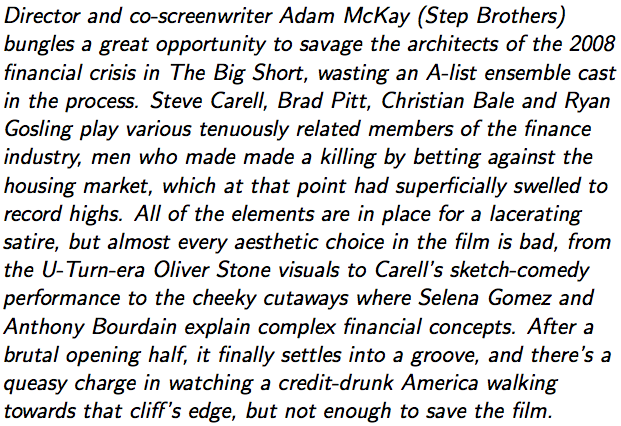 Director and co-screenwriter Adam McKay (Step Brothers)
bungles a great opportunity to savage the architects of the 2008
financial crisis in The Big Short, wasting an A-list ensemble cast
in the process. Steve Carell, Brad Pitt, Christian Bale and Ryan
Gosling play various tenuously related members of the finance
industry, men who made made a killing by betting against the
housing market, which at that point had superficially swelled to
record highs. All of the elements are in place for a lacerating
satire, but almost every aesthetic choice in the film is bad, from
the U-Turn-era Oliver Stone visuals to Carell's sketch-comedy
performance to the cheeky cutaways where Selena Gomez and
Anthony Bourdain explain complex financial concepts. After a
brutal opening half, it finally settles into a groove, and there's a
queasy charge in watching a credit-drunk America walking
towards that cliff's edge, but not enough to save the film.